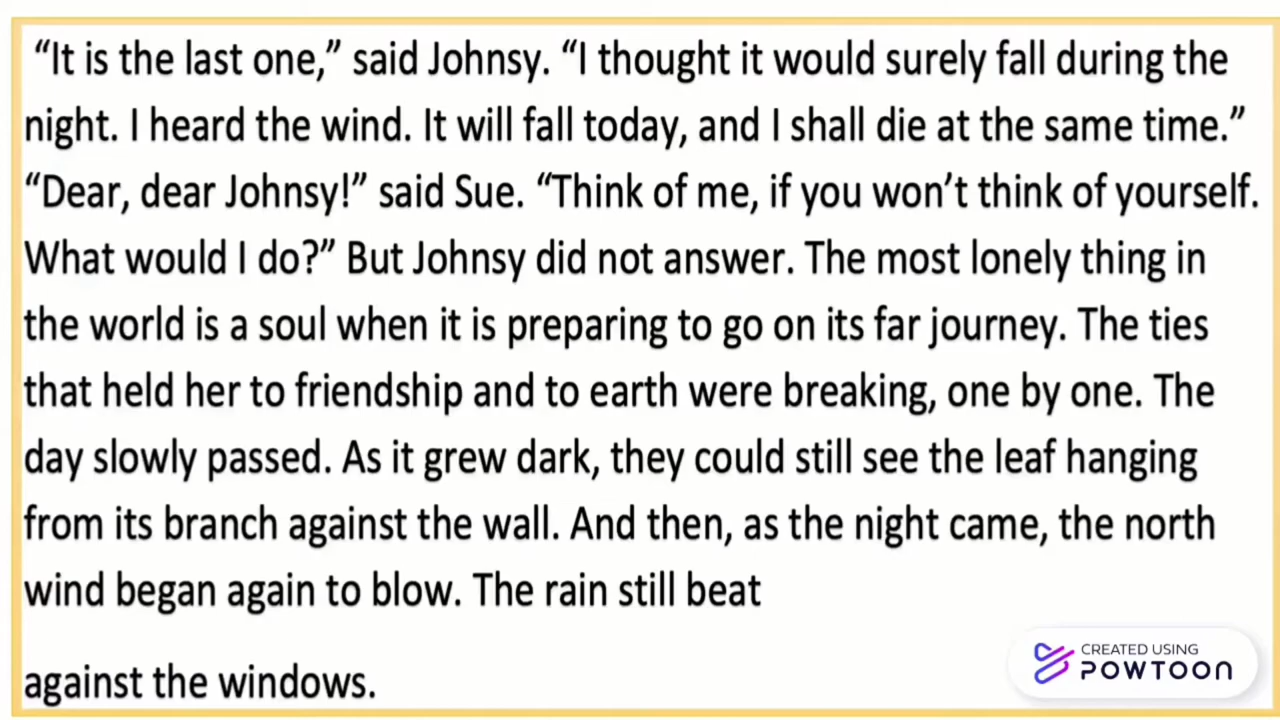 “It is the last one,” said Johnsy. “I thought it would surely fall during the
night. I heard the wind. It will fall today, and I shall die at the same time.”
“Dear, dear Johnsy!” said Sue. “Think of me, if you won’t think of yourself.
What would I do?” But Johnsy did not answer. The most lonely thing in
the world is a soul when it is preparing to go on its far journey. The ties
that held her to friendship and to earth were breaking, one by one. The
day slowly passed. As it grew dark, they could still see the leaf hanging
from its branch against the wall. And then, as the night came, the north
wind began again to blow. The rain still beat
against the windows.
CREATED USING
POWTOON